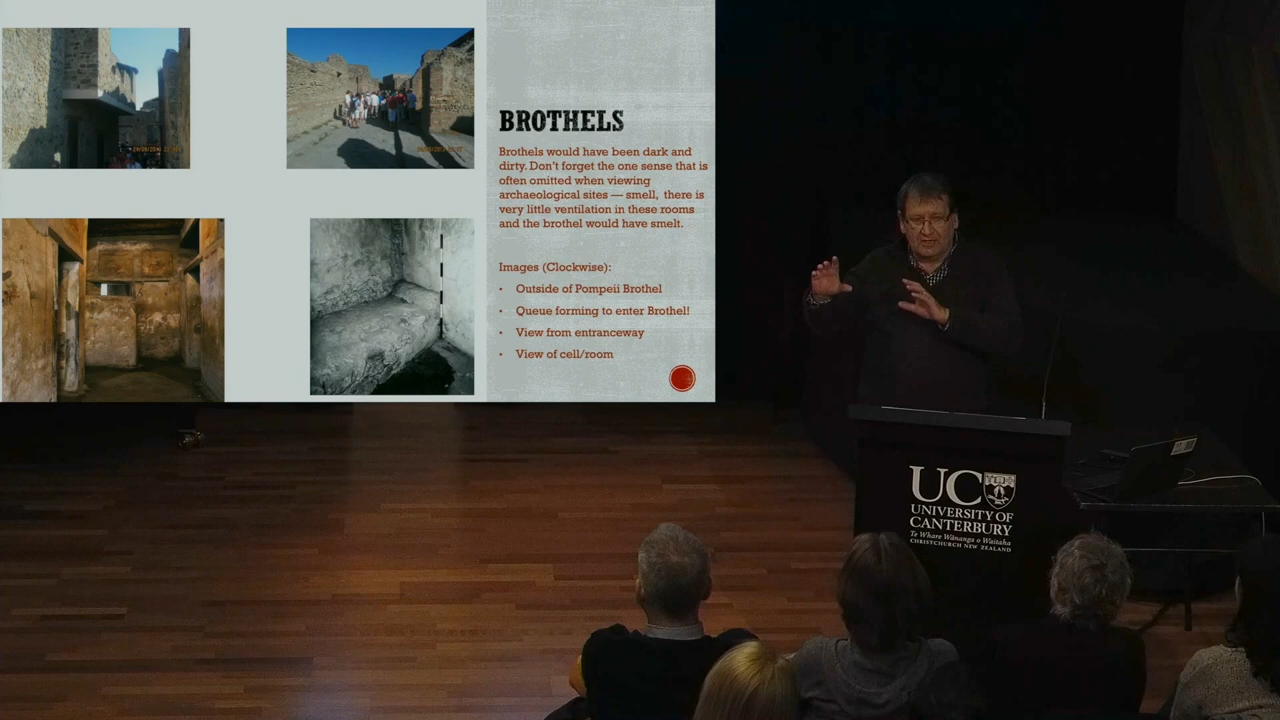 BROTHELS
Brothels would have been dark and
dirty. Don't forget the one sense that is
often omitted when viewing
archaeological sites — smell, there is
very little ventilation in these rooms
and the brothel would have smelt.
Images (Clockwise):
• Outside of Pompeii Brothel
• Queue forming to enter Brothel!
• View from entranceway
• View of cell/room
UC
UNIVERSITY OF
CANTERBURY
Te Whare Wānanga o Waitaha
CHRISTCHURCH NEW ZEALAND